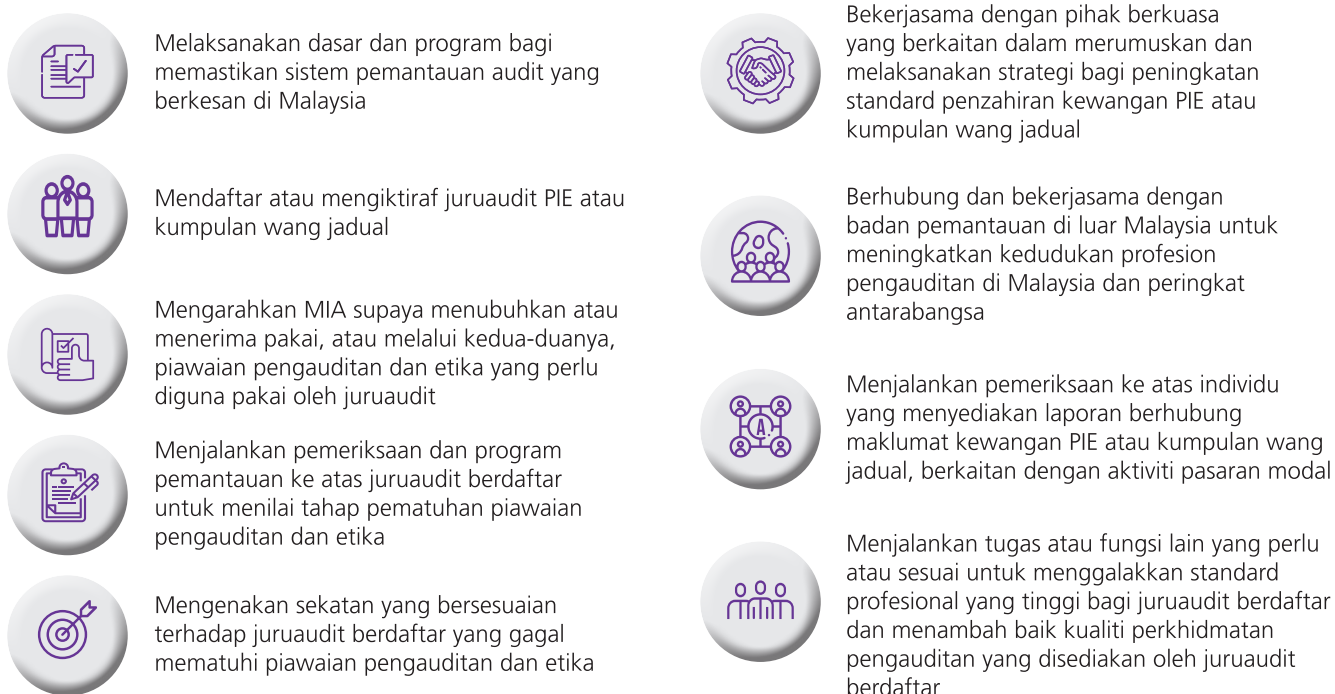 Melaksanakan dasar dan program bagi
memastikan sistem pemantauan audit yang
berkesan di Malaysia
Mendaftar atau mengiktiraf juruaudit PIE atau
kumpulan wang jadual
Mengarahkan MIA supaya menubuhkan atau
menerima pakai, atau melalui kedua-duanya,
piawaian pengauditan dan etika yang perlu
diguna pakai oleh juruaudit
Menjalankan pemeriksaan dan program
pemantauan ke atas juruaudit berdaftar
untuk menilai tahap pematuhan piawaian
pengauditan dan etika
Mengenakan sekatan yang bersesuaian
terhadap juruaudit berdaftar yang gagal
mematuhi piawaian pengauditan dan etika
Bekerjasama dengan pihak berkuasa
yang berkaitan dalam merumuskan dan
melaksanakan strategi bagi peningkatan
standard penzahiran kewangan PIE atau
kumpulan wang jadual
Berhubung dan bekerjasama dengan
badan pemantauan di luar Malaysia untuk
meningkatkan kedudukan profesion
pengauditan di Malaysia dan peringkat
antarabangsa
A
Menjalankan pemeriksaan ke atas individu
yang menyediakan laporan berhubung
maklumat kewangan PIE atau kumpulan wang
jadual, berkaitan dengan aktiviti pasaran modal
Menjalankan tugas atau fungsi lain yang perlu
atau sesuai untuk menggalakkan standard
profesional yang tinggi bagi juruaudit berdaftar
dan menambah baik kualiti perkhidmatan
pengauditan yang disediakan oleh juruaudit
berdaftar